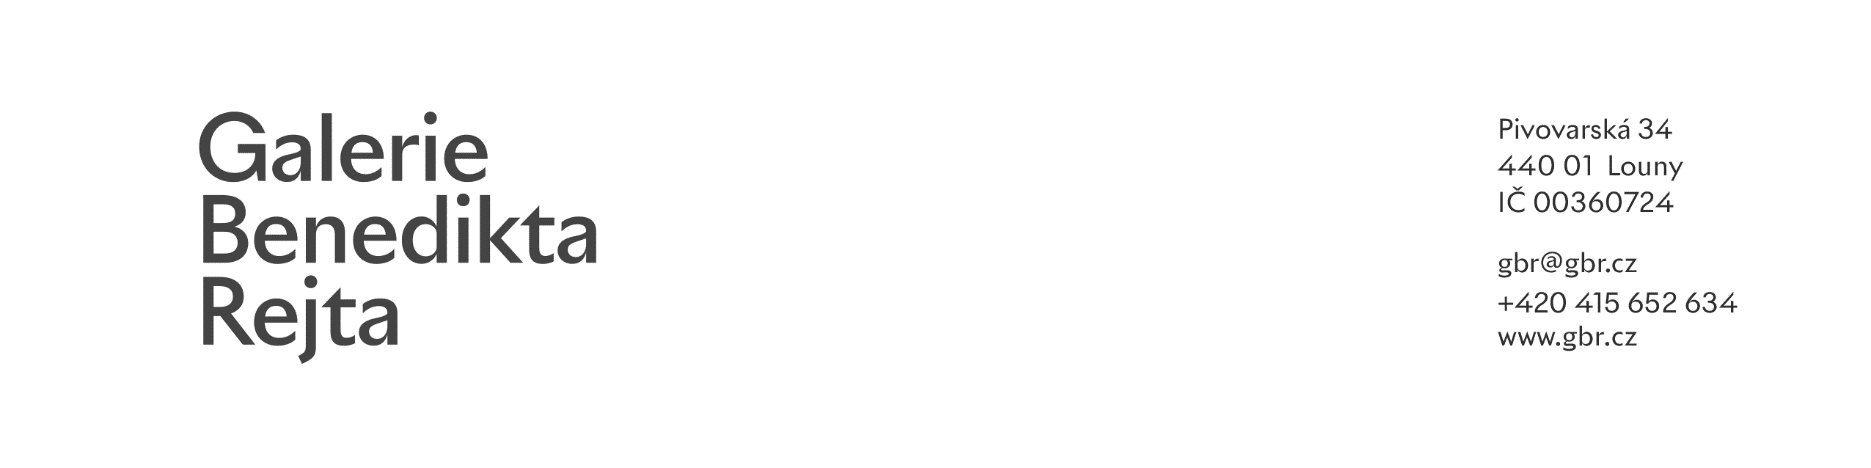 Galerie
Benedikta
Rejta
Pivovarská 34
440 01 Louny
IČ 00360724
gbr@gbr.cz
+420 415 652 634
www.gbr.cz